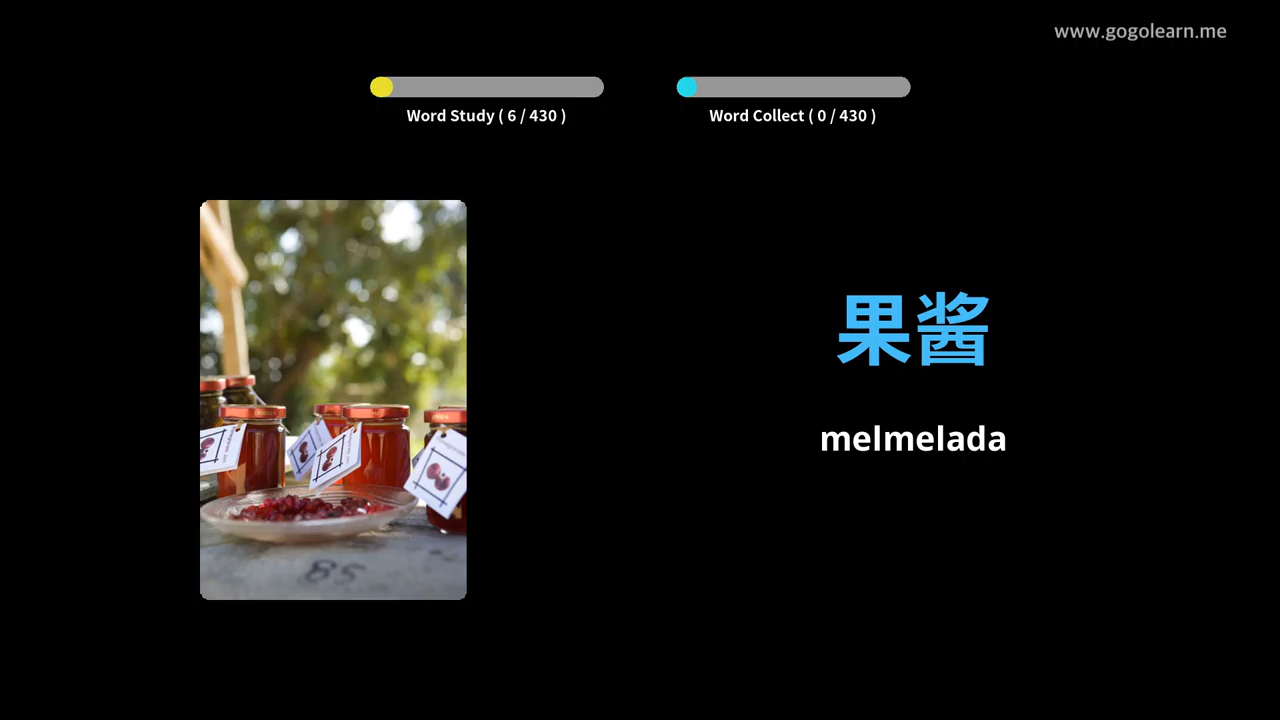 www.gogolearn.me
Word Study ( 6 / 430 )
Word Collect ( 0 / 430 )
果酱
melmelada
85